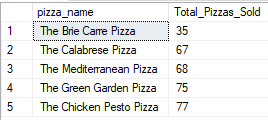 pizza_name Total_Pizzas_Sold
1 The Brie Carre Pizza 35
2 The Calabrese Pizza 67
3 The Mediterranean Pizza 68
4 The Green Garden Pizza 75
5 The Chicken Pesto Pizza 77